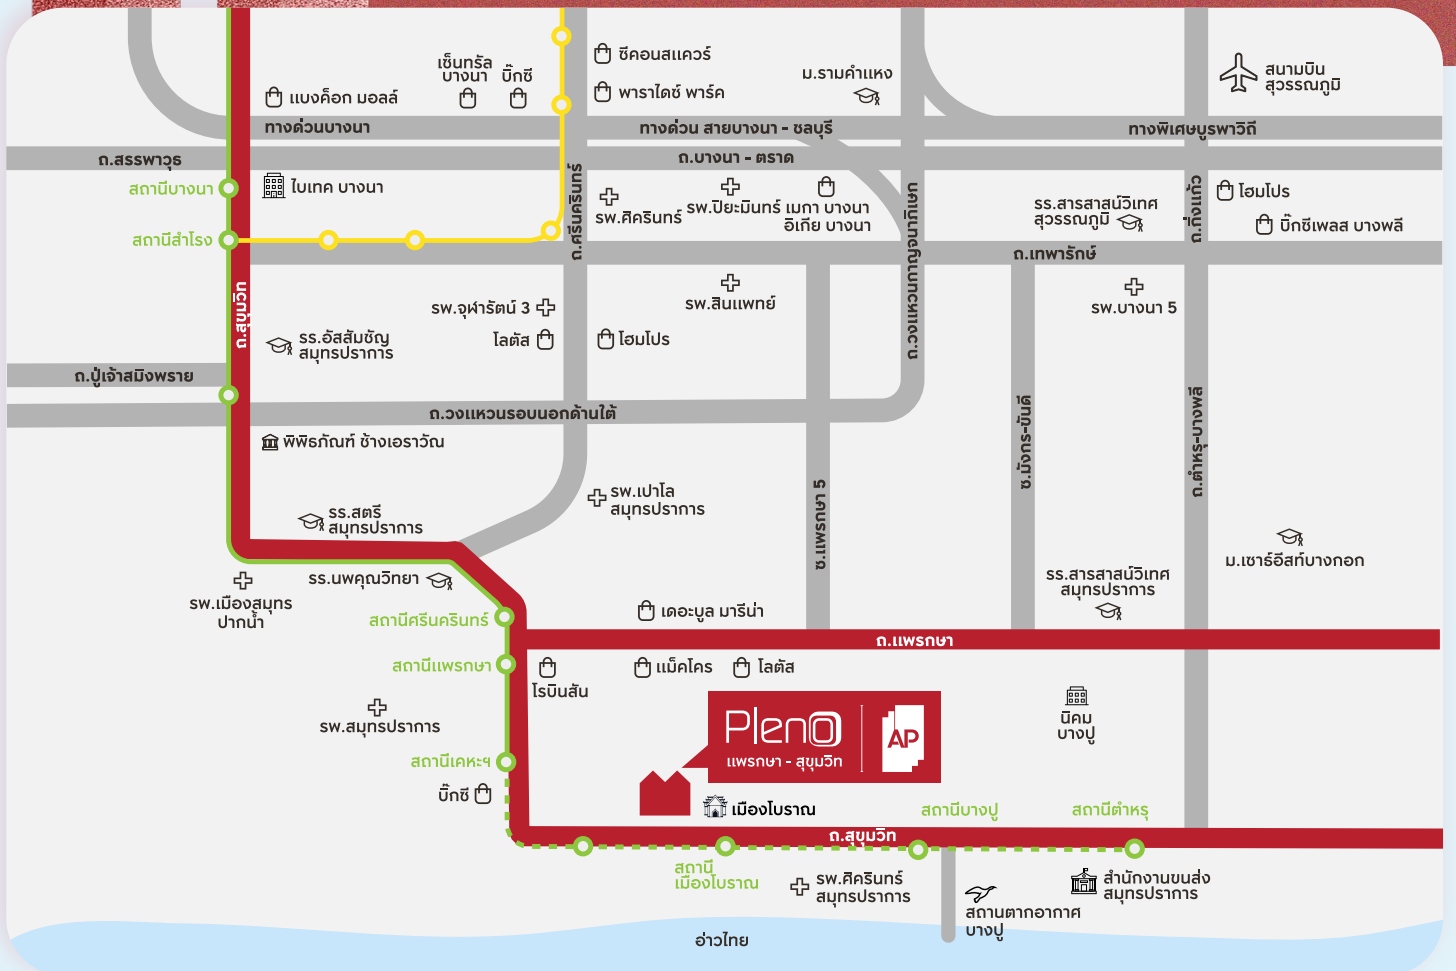 ซีคอนสแควร์
เซ็นทรัล
บางนา
บิ๊กซี
ม.รามคำแหง
สนามบิน
สุวรรณภูมิ
แบงค็อก มอลล์
พาราไดซ์ พาร์ค
ทางด่วนบางนา
ทางด่วน สายบางนา - ชลบุรี
ทางพิเศษบูรพาวิถี
ถ.สรรพาวุธ
ถ.บางนา - ตราด
สถานีบางนา
ไบเทค บางนา
ถ.ศรีนครินทร์
รพ.ศิครินทร์
รพ.ปิยะมินทร์
เมกา บางนา
อิเกีย บางนา
ถ.วงแหวนกาญจนาภิเษก
รร.สารสาสน์วิเทศ
สุวรรณภูมิ
ถ.กิ่งแก้ว
โฮมโปร
บิ๊กซีเพลส บางพลี
สถานีสำโรง
ถ.เทพารักษ์
ถ.สุขุมวิท
รพ.จุฬารัตน์ 3
รพ.สินแพทย์
รพ.บางนา 5
รร.อัสสัมชัญ
สมุทรปราการ
โลตัส
โฮมโปร
ถ.ปู่เจ้าสมิงพราย
ถ.วงแหวนรอบนอกด้านใต้
ซ.มังกร-ขันดี
ถ.ตำหรุ-บางพลี
พิพิธภัณฑ์ ช้างเอราวัณ
รพ.เปาโล
สมุทรปราการ
ซ.แพรกษา 5
รร.สตรี
สมุทรปราการ
ม.เซาธ์อีสท์บางกอก
รร.นพคุณวิทยา
รร.สารสาสน์วิเทศ
สมุทรปราการ
รพ.เมืองสมุทร
ปากน้ำ
สถานีศรีนครินทร์
เดอะบูล มารีน่า
ถ.แพรกษา
สถานีแพรกษา
โรบินสัน
แม็คโคร
โลตัส
รพ.สมุทรปราการ
Pleno
แพรกษา - สุขุมวิท
AP
นิคม
บางปู
สถานีเคหะฯ
บิ๊กซี
เมืองโบราณ
สถานีบางปู
สถานีตำหรุ
ถ.สุขุมวิท
สถานี
เมืองโบราณ
รพ.ศิครินทร์
สมุทรปราการ
สำนักงานขนส่ง
สมุทรปราการ
สถานตากอากาศ
บางปู
อ่าวไทย